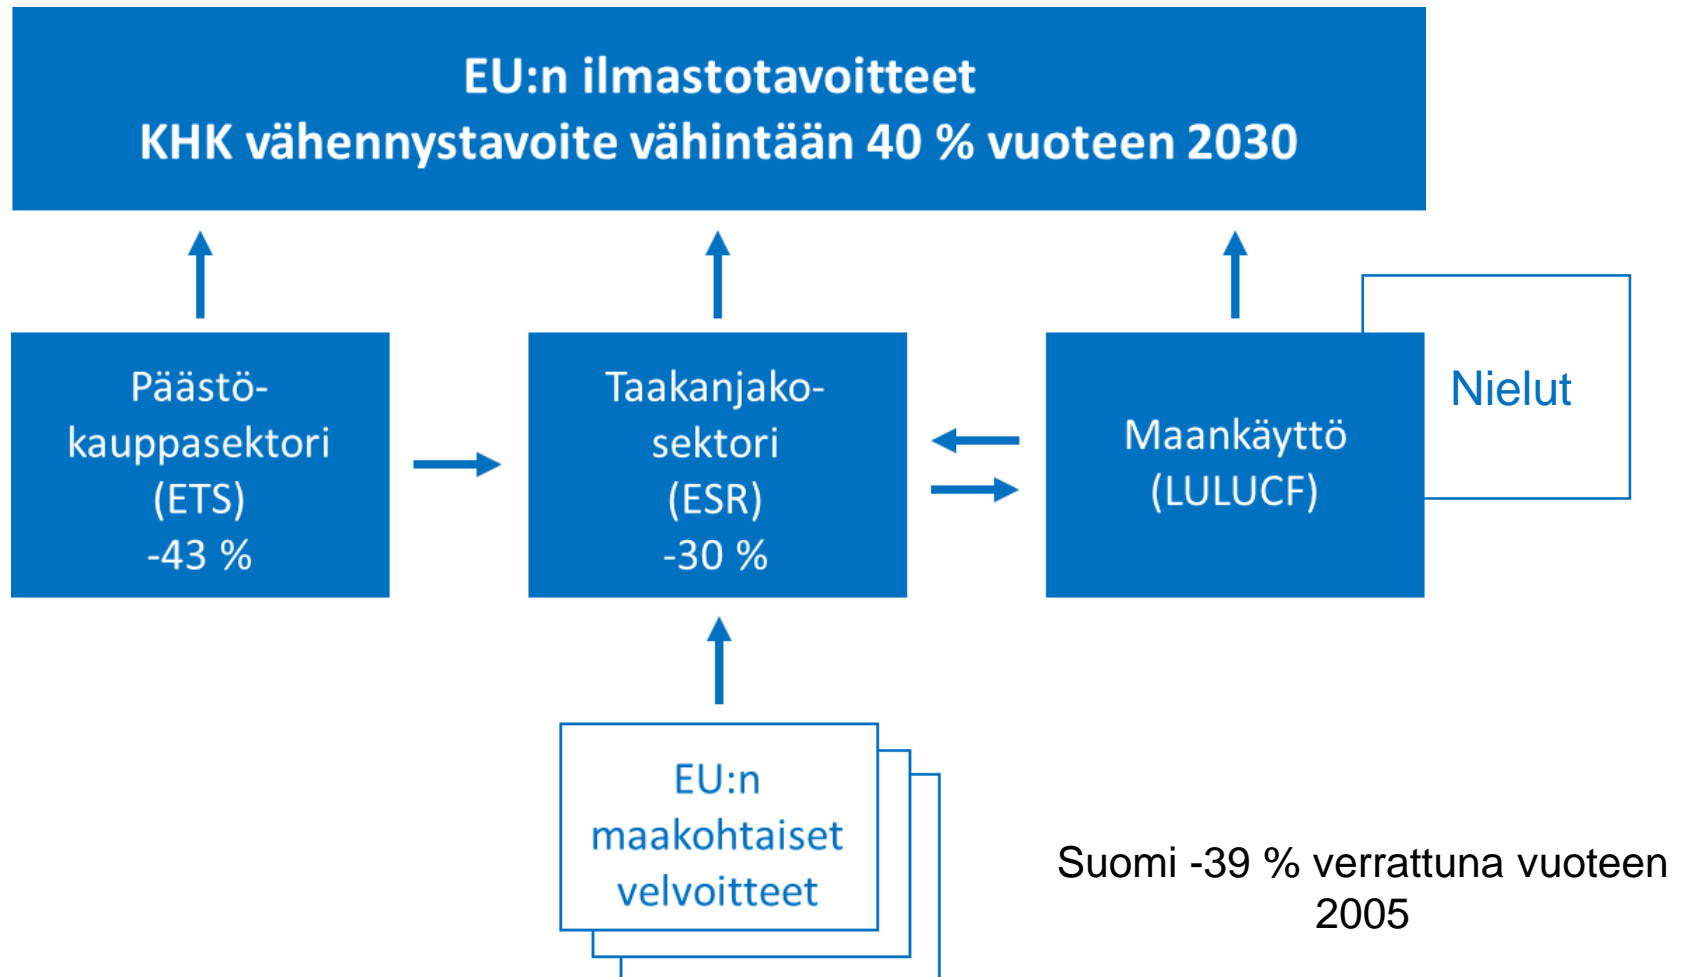 EU:n ilmastotavoitteet
KHK vähennystavoite vähintään 40 % vuoteen 2030
Päästö-
kauppasektori
(ETS)
-43 %
Taakanjako-
sektori
(ESR)
-30 %
Maankäyttö
(LULUCF)
Nielut
EU:n
maakohtaiset
velvoitteet
Suomi -39 % verrattuna vuoteen
2005